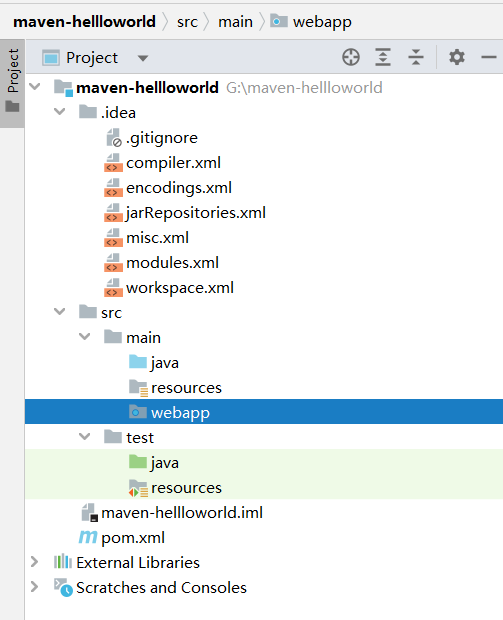 maven-hellloworld › src › main › webapp
Project
Project
maven-hellloworld G:\maven-hellloworld
.idea
.gitignore
compiler.xml
encodings.xml
jarRepositories.xml
misc.xml
modules.xml
workspace.xml
src
main
java
resources
webapp
test
java
resources
maven-hellloworld.iml
pom.xml
External Libraries
Scratches and Consoles